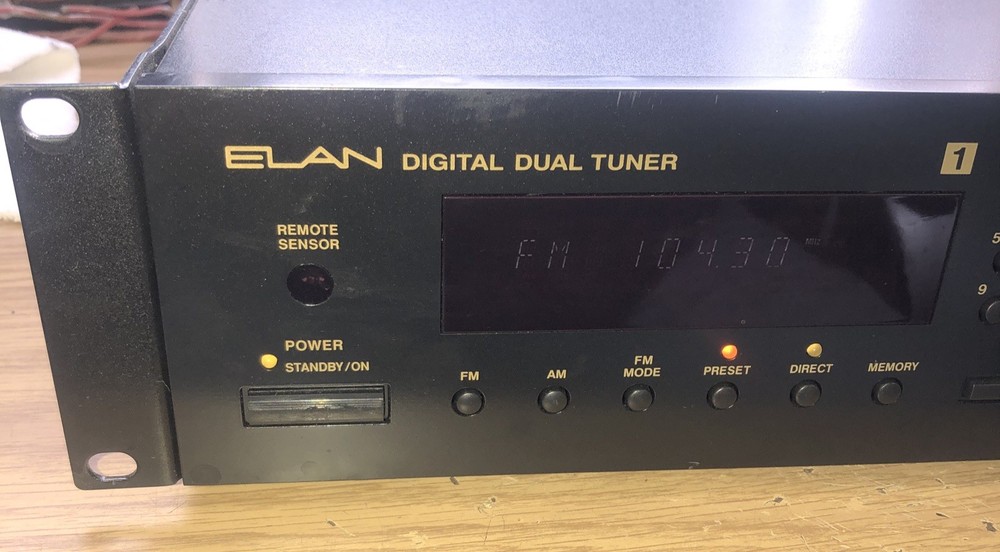 ELAN DIGITAL DUAL TUNER
1
REMOTE
SENSOR
FM 104.30 MHz
5
9
POWER
STANDBY/ON
FM
AM
FM
MODE
PRESET
DIRECT
MEMORY